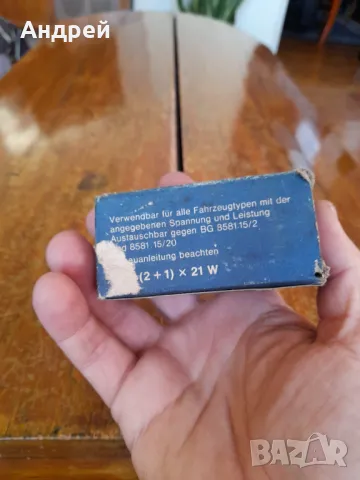 Андрей
Verwendbar für alle Fahrzeugtypen mit der
angegebenen Spannung und Leistung
Austauschbar gegen BG 8581.15/2
8581 15/20
beachten
(2 + 1) × 21 W
BAZAR